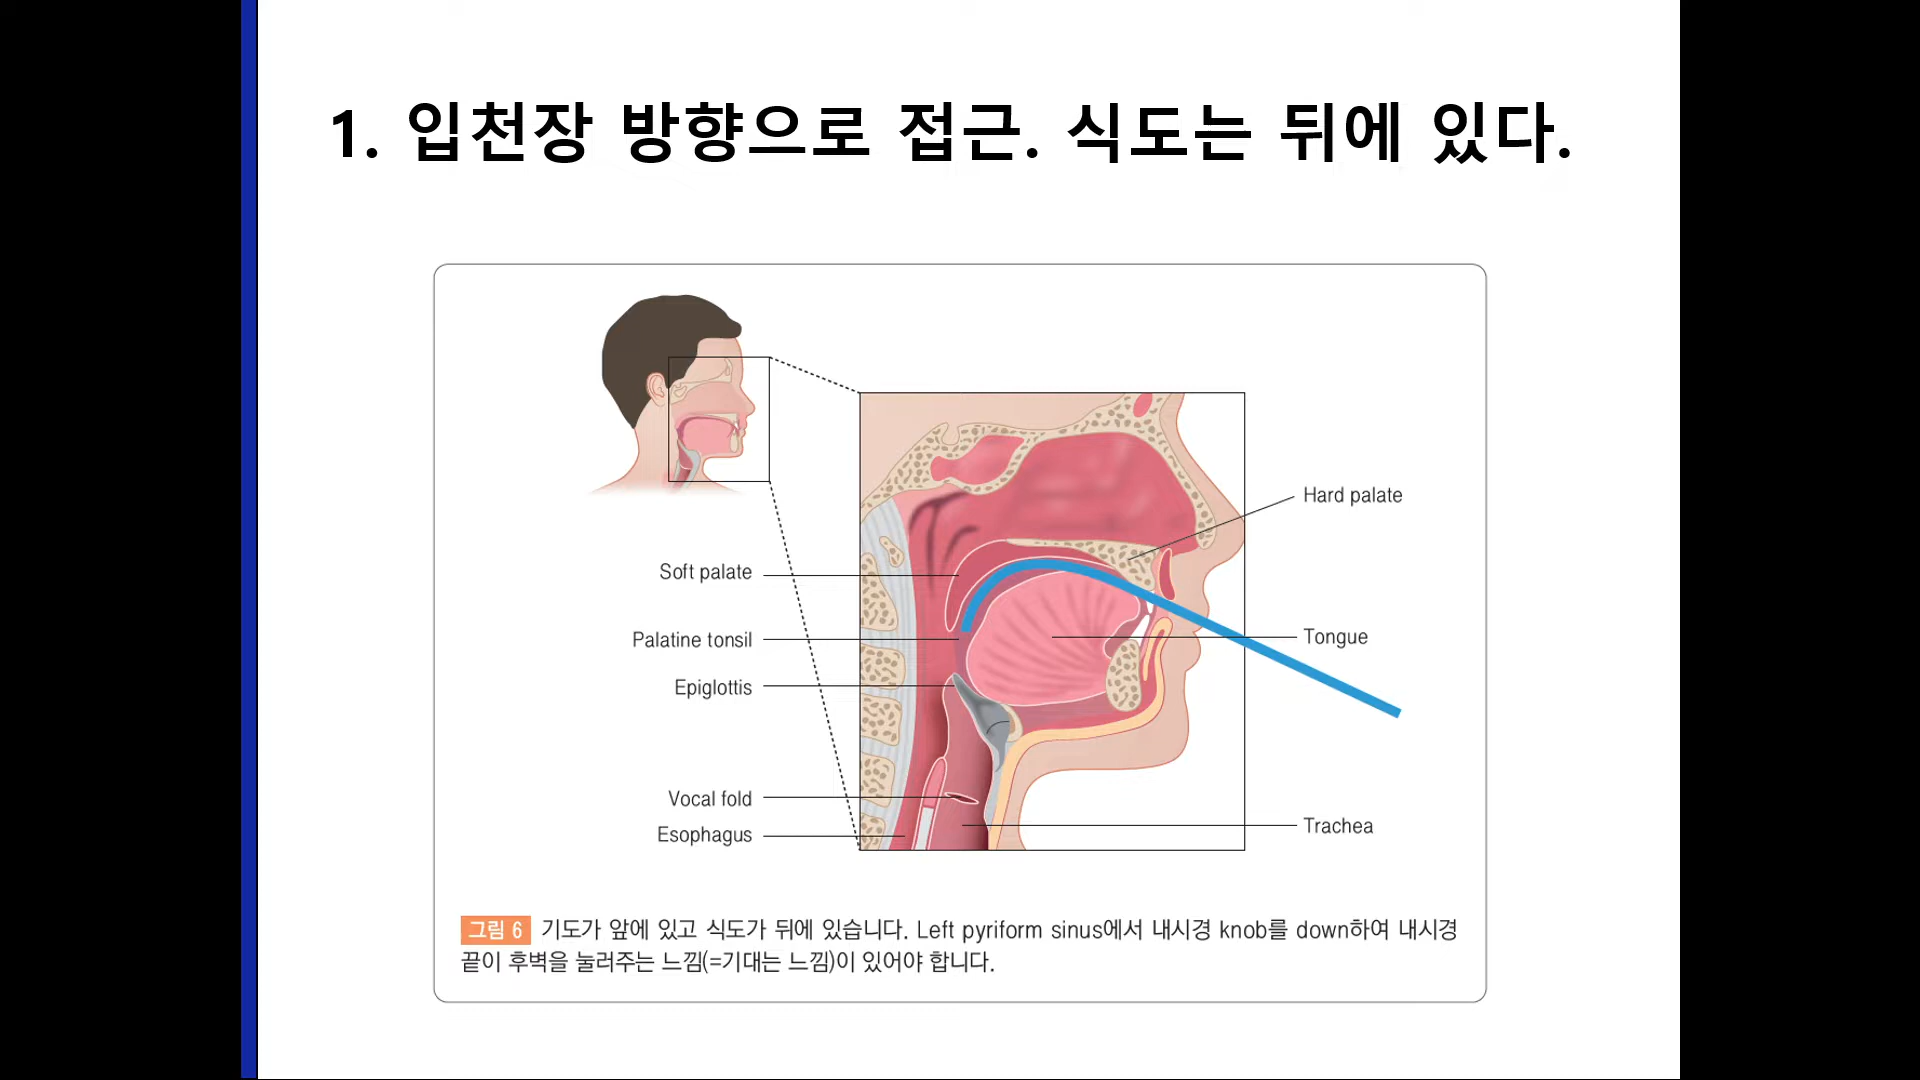 1. 입천장 방향으로 접근. 식도는 뒤에 있다.
Hard palate
Soft palate
Palatine tonsil
Tongue
Epiglottis
Vocal fold
Trachea
Esophagus
그림 6 기도가 앞에 있고 식도가 뒤에 있습니다. Left pyriform sinus에서 내시경 knob를 down하여 내시경
끝이 후벽을 눌러주는 느낌(=기대는 느낌)이 있어야 합니다.